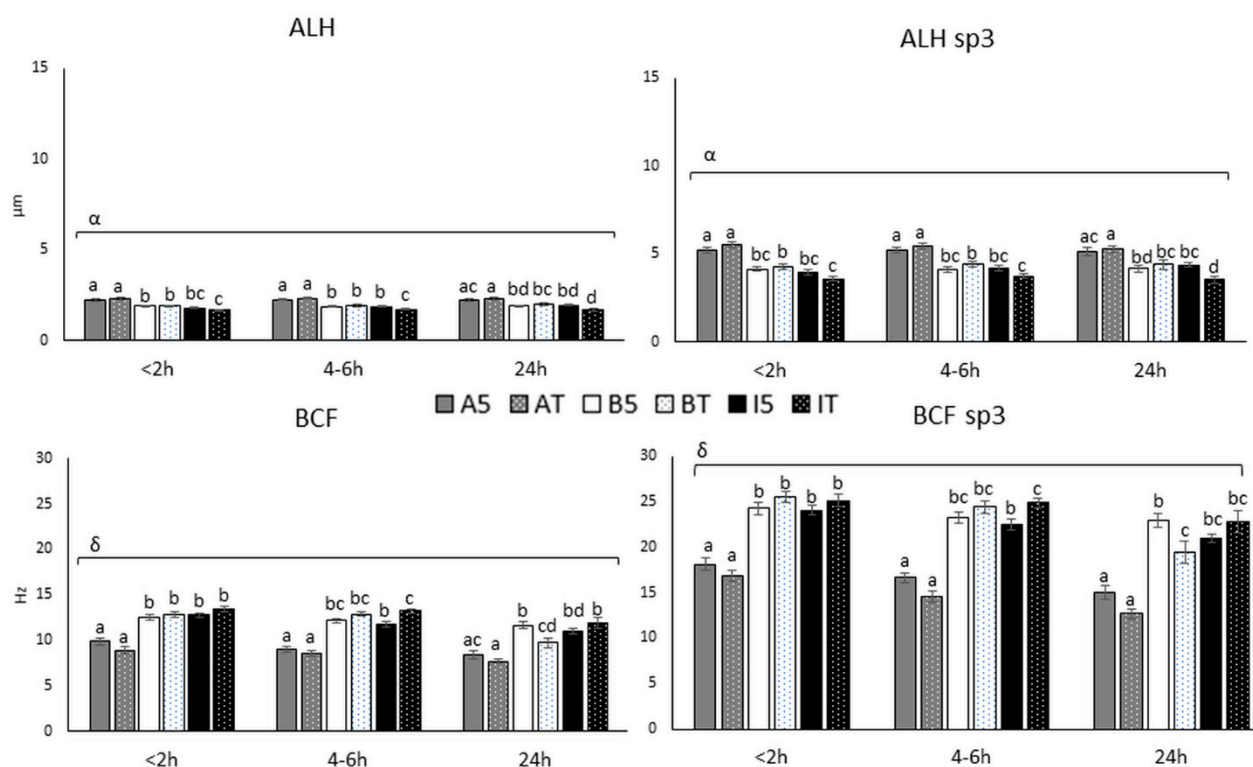 ALH
µm
15
10
5
0
α
a a b b bc c
a a b b b c
ac a bd bc bd d
<2h 4-6h 24h
ALH sp3
15
10
5
0
α
a a bc b bc c
a a bc b bc c
ac a bd bc bc d
<2h 4-6h 24h
A5 AT B5 BT I5 IT
BCF
Hz
30
25
20
15
10
5
0
δ
a a b b b b
a a bc bc b c
ac a b cd bd b
<2h 4-6h 24h
BCF sp3
30
25
20
15
10
5
0
δ
a a b b b b
a a bc bc b c
a a b c bc bc
<2h 4-6h 24h